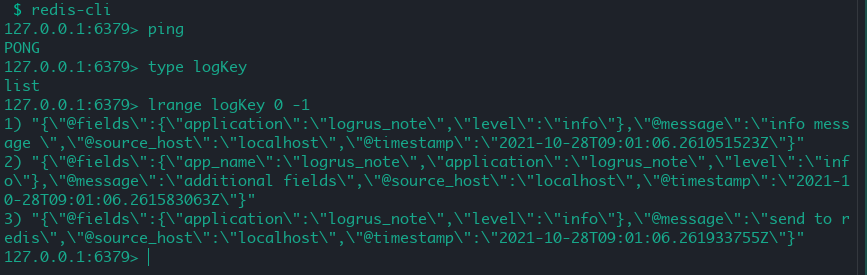 $ redis-cli
127.0.0.1:6379> ping
PONG
127.0.0.1:6379> type logKey
list
127.0.0.1:6379> lrange logKey 0 -1
1) "{\"@fields\":{\"application\":\"logrus_note\",\"level\":\"info\"},\"@message\":\"info mess
age \",\"@source_host\":\"localhost\",\"@timestamp\":\"2021-10-28T09:01:06.261051523Z\"}"
2) "{\"@fields\":{\"app_name\":\"logrus_note\",\"application\":\"logrus_note\",\"level\":\"inf
o\"},\"@message\":\"additional fields\",\"@source_host\":\"localhost\",\"@timestamp\":\"2021-1
0-28T09:01:06.261583063Z\"}"
3) "{\"@fields\":{\"application\":\"logrus_note\",\"level\":\"info\"},\"@message\":\"send to r
edis\",\"@source_host\":\"localhost\",\"@timestamp\":\"2021-10-28T09:01:06.261933755Z\"}"
127.0.0.1:6379>